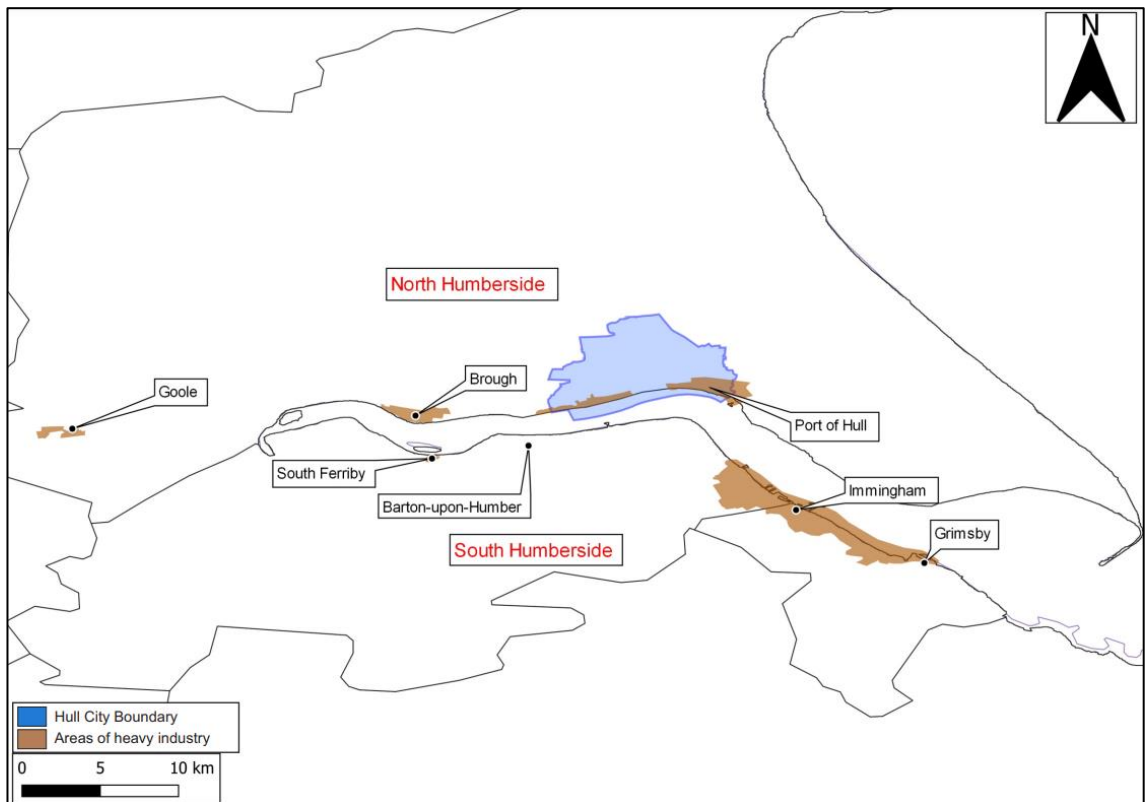 N
North Humberside
Goole
Brough
Port of Hull
South Ferriby
Barton-upon-Humber
Immingham
South Humberside
Grimsby
Hull City Boundary
Areas of heavy industry
0 5 10 km